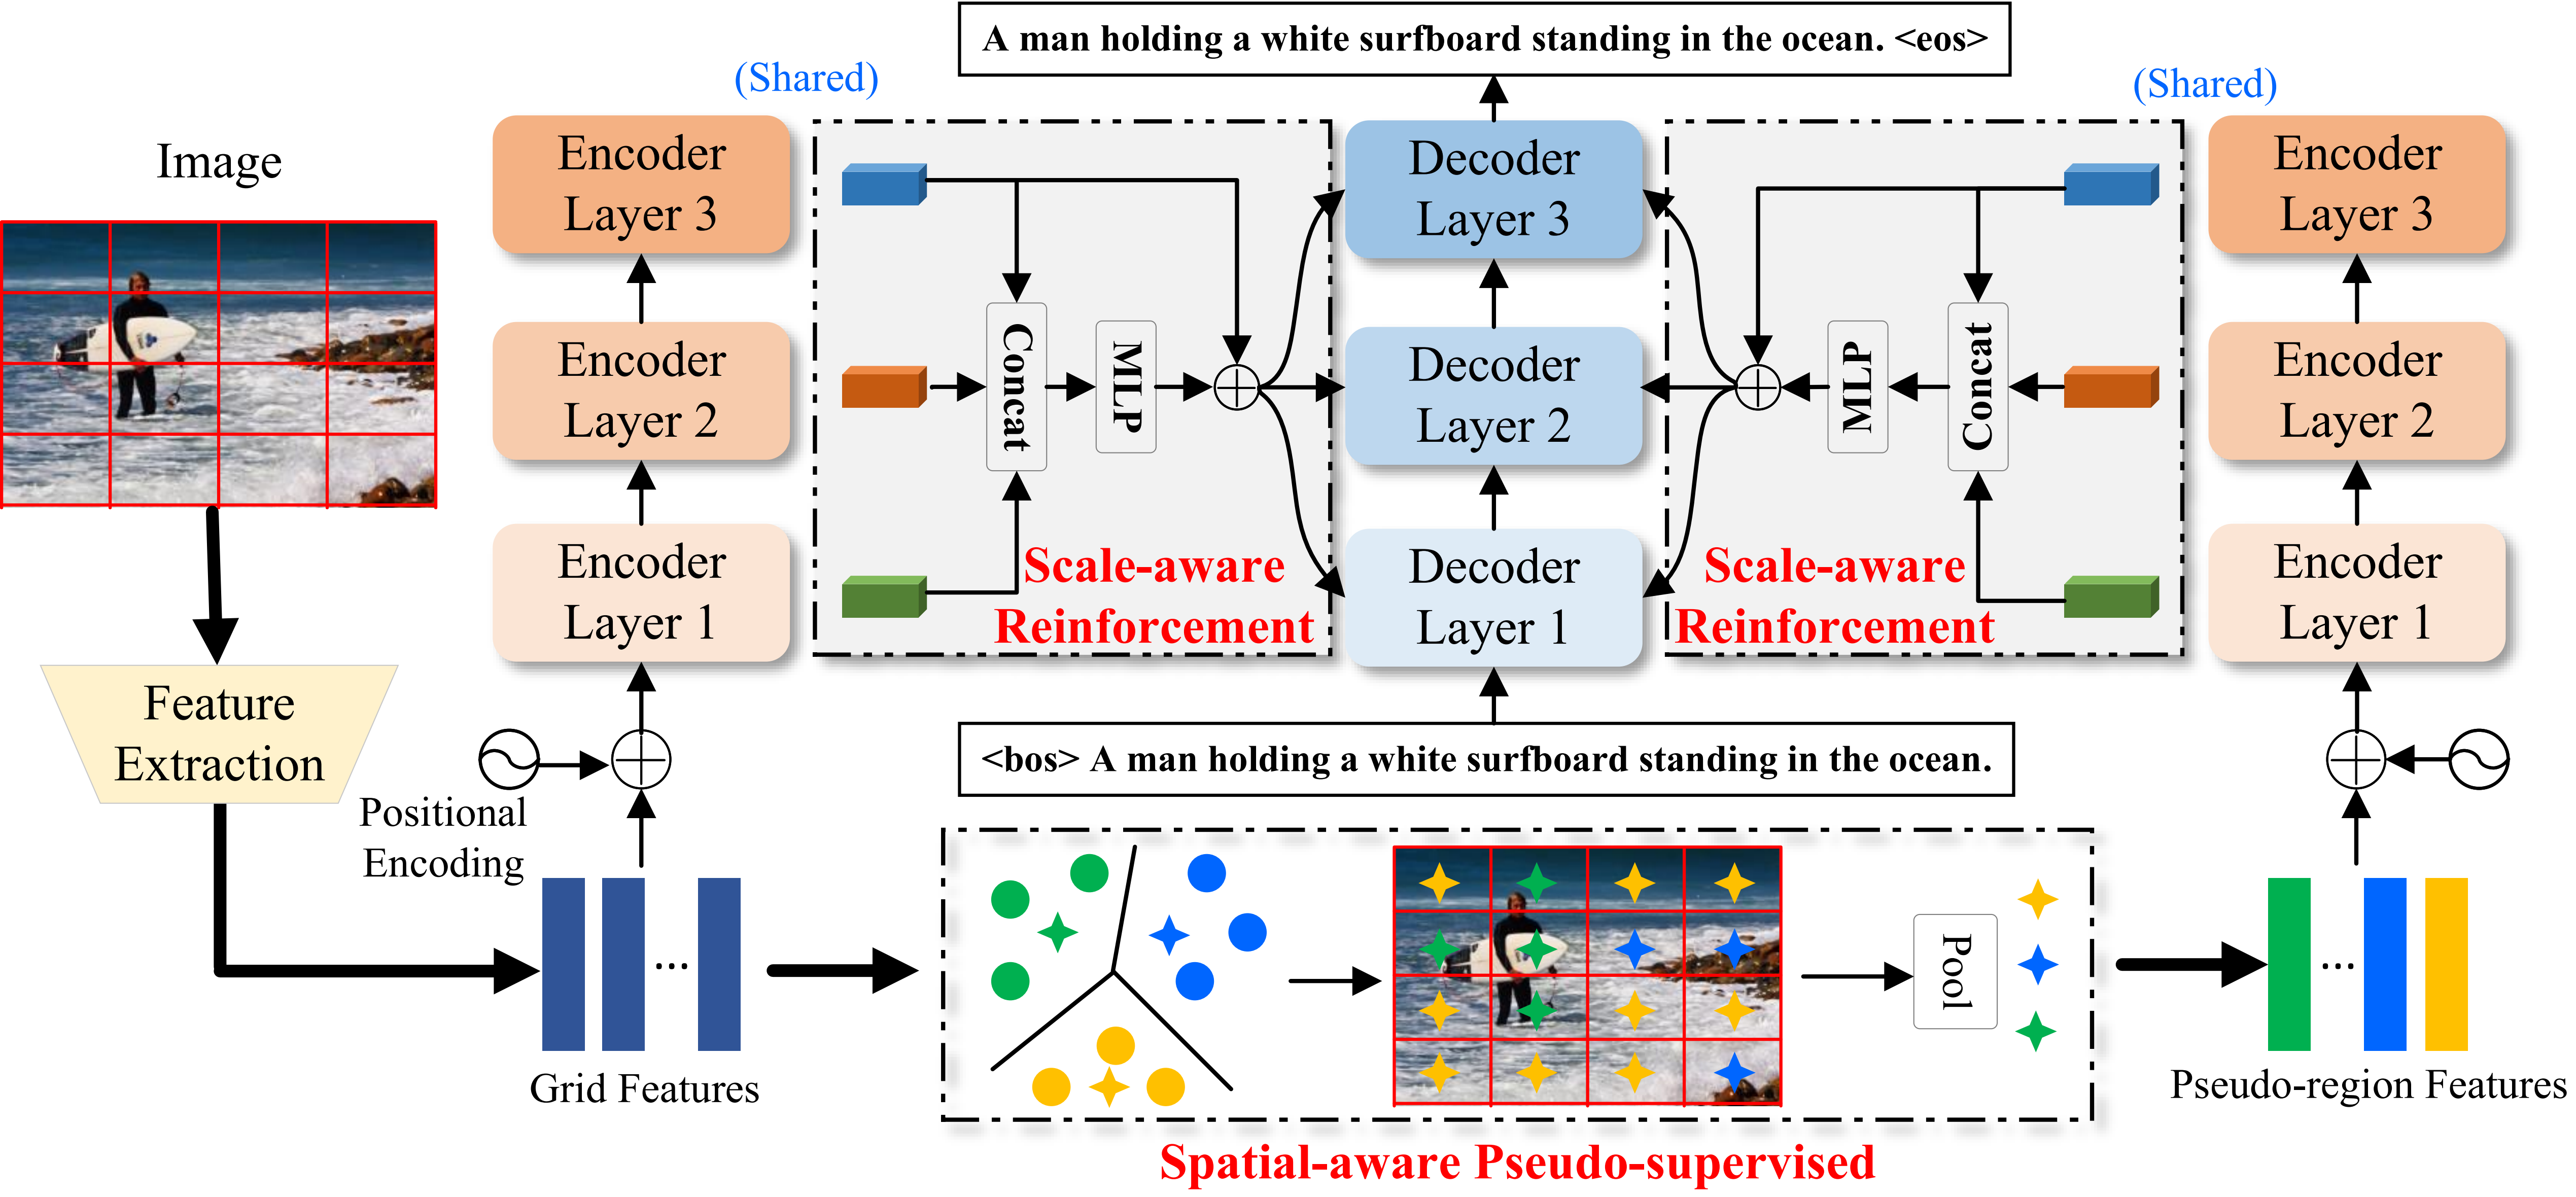 A man holding a white surfboard standing in the ocean. <eos>
(Shared)
(Shared)
Image
Encoder
Layer 3
Encoder
Layer 2
Encoder
Layer 1
Concat
MLP
Scale-aware
Reinforcement
Decoder
Layer 3
Decoder
Layer 2
Decoder
Layer 1
MLP
Concat
Scale-aware
Reinforcement
Encoder
Layer 3
Encoder
Layer 2
Encoder
Layer 1
Feature
Extraction
Positional
Encoding
<bos> A man holding a white surfboard standing in the ocean.
...
Grid Features
Pool
...
Pseudo-region Features
Spatial-aware Pseudo-supervised